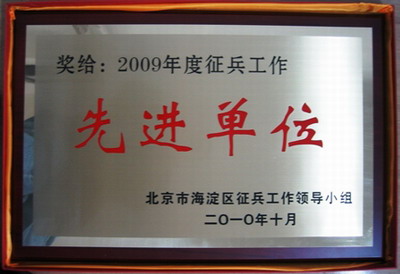 奖给：2009年度征兵工作
先进单位
北京市海淀区征兵工作领导小组
二〇一〇年十月